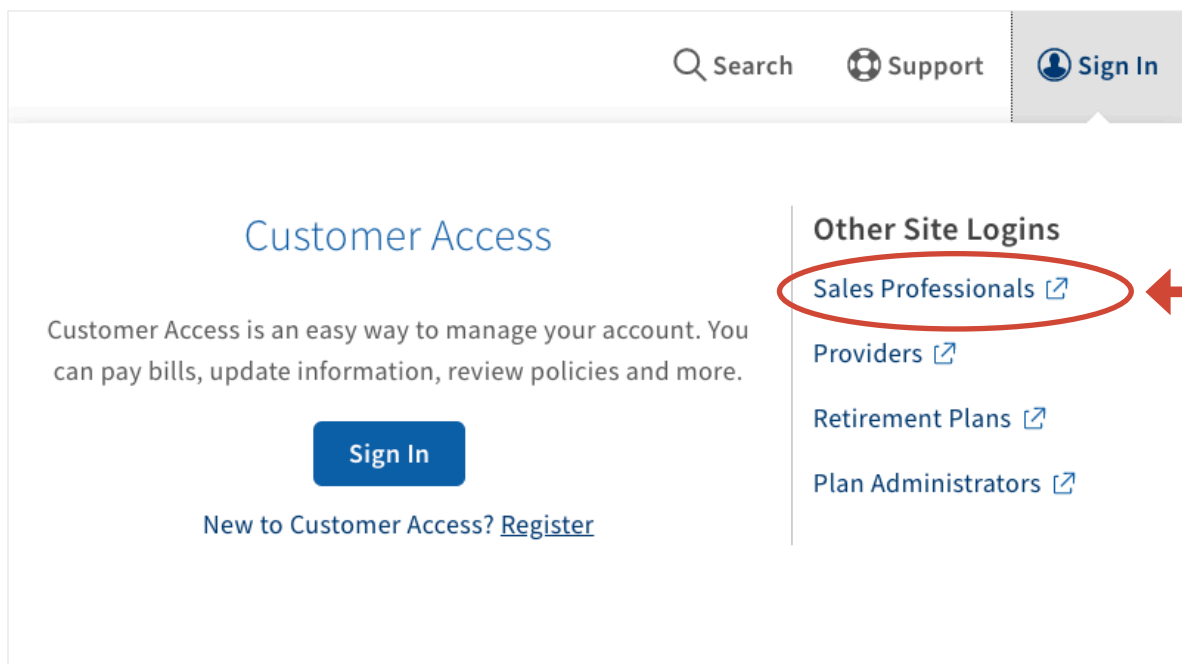 Search
Support
Sign In
Customer Access
Customer Access is an easy way to manage your account. You
can pay bills, update information, review policies and more.
Sign In
New to Customer Access? Register
Other Site Logins
Sales Professionals
Providers
Retirement Plans
Plan Administrators